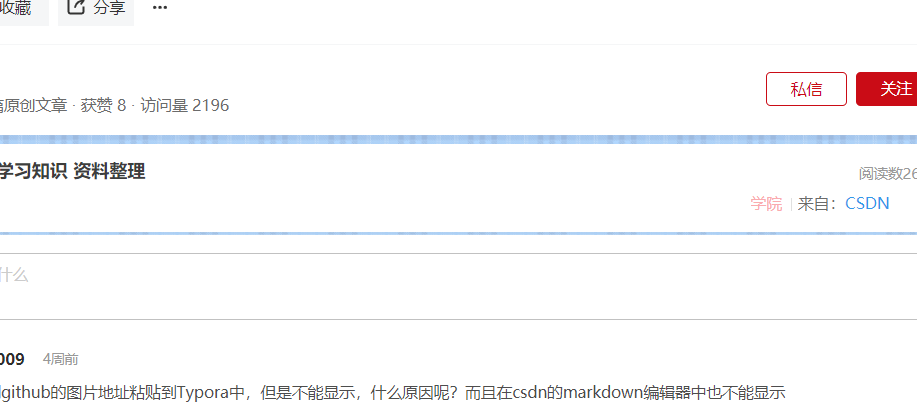 收藏 分享 ···
原创文章 · 获赞 8 · 访问量 2196
私信 关注
学习知识 资料整理
阅读数26
学院 来自：CSDN
什么
009 4周前
github的图片地址粘贴到Typora中，但是不能显示，什么原因呢？而且在csdn的markdown编辑器中也不能显示